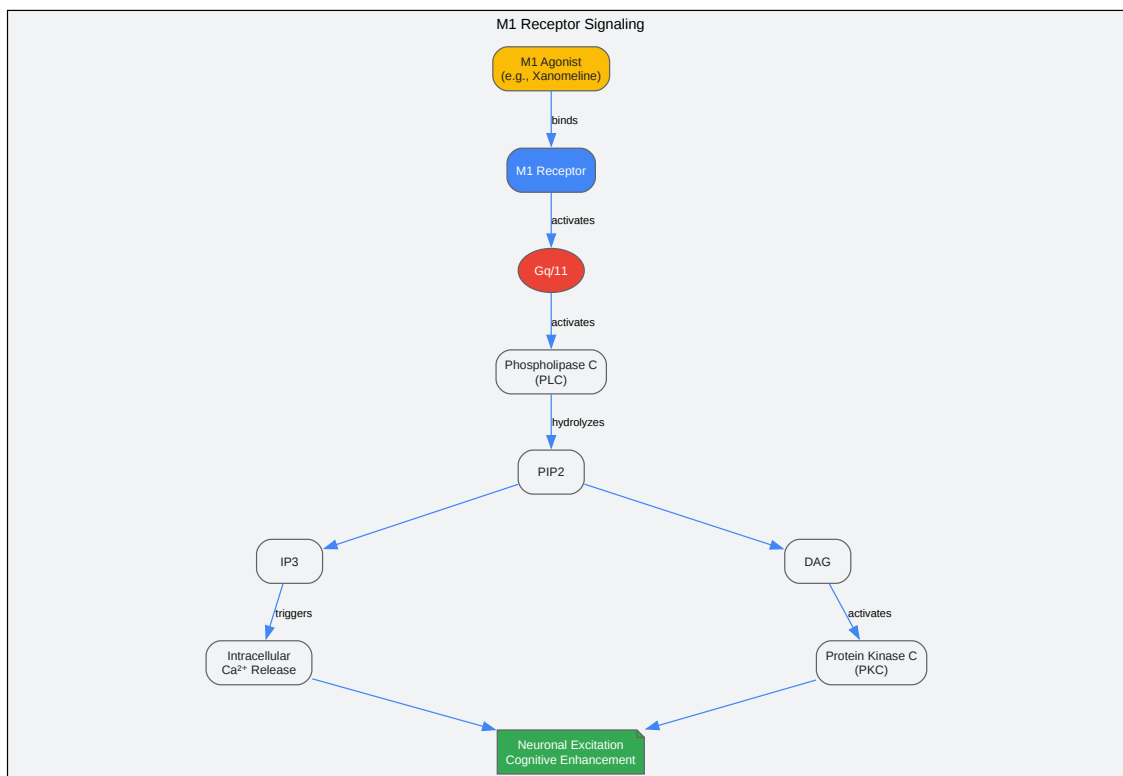 M1 Receptor Signaling
M1 Agonist
(e.g., Xanomeline)
binds
M1 Receptor
activates
Gq/11
activates
Phospholipase C
(PLC)
hydrolyzes
PIP2
IP3
DAG
triggers
activates
Intracellular
Ca²⁺ Release
Protein Kinase C
(PKC)
Neuronal Excitation
Cognitive Enhancement